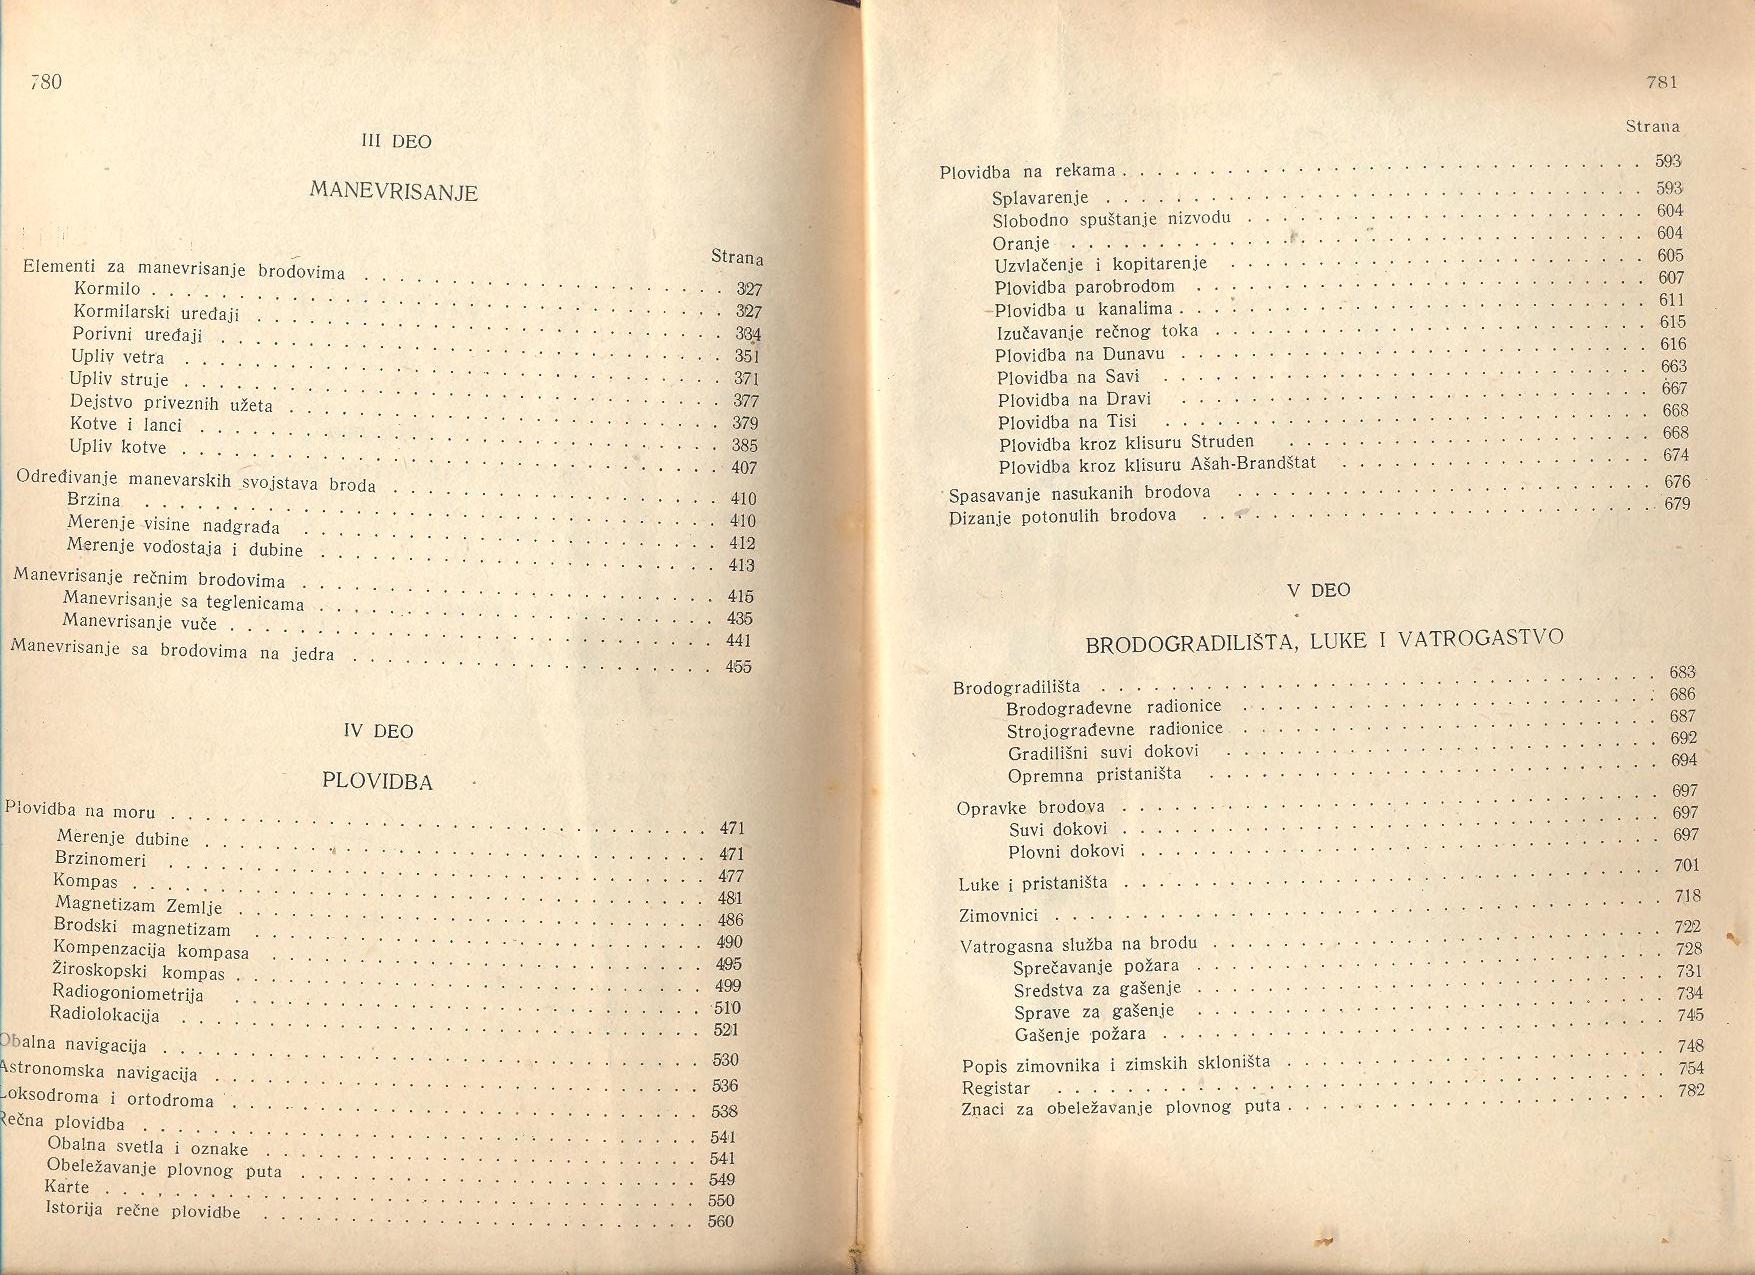 780
III DEO
MANEVRISANJE
Strana
Elementi za manevrisanje brodovima . . . . . 327
Kormilo . . . . . 327
Kormilarski uređaji . . . . . 334
Porivni uređaji . . . . . 351
Upliv vetra . . . . . 371
Upliv struje . . . . . 377
Dejstvo priveznih užeta . . . . . 379
Kotve i lanci . . . . . 385
Upliv kotve . . . . . 407
Određivanje manevarskih svojstava broda . . . . . 410
Brzina . . . . . 410
Merenje visine nadgrađa . . . . . 412
Merenje vodostaja i dubine . . . . . 413
Manevrisanje rečnim brodovima . . . . . 415
Manevrisanje sa teglenicama . . . . . 435
Manevrisanje vuče . . . . . 441
Manevrisanje sa brodovima na jedra . . . . . 455
IV DEO
PLOVIDBA
Plovidba na moru . . . . . 471
Merenje dubine . . . . . 471
Brzinomeri . . . . . 477
Kompas . . . . . 481
Magnetizam Zemlje . . . . . 486
Brodski magnetizam . . . . . 490
Kompenzacija kompasa . . . . . 495
Žiroskopski kompas . . . . . 499
Radiogoniometrija . . . . . 510
Radiolokacija . . . . . 521
Obalna navigacija . . . . . 530
Astronomska navigacija . . . . . 536
Loksodroma i ortodroma . . . . . 538
Rečna plovidba . . . . . 541
Obalna svetla i oznake . . . . . 541
Obeležavanje plovnog puta . . . . . 549
Karte . . . . . 550
Istorija rečne plovidbe . . . . . 560
781
Strana
Plovidba na rekama . . . . . 593
Splavarenje . . . . . 593
Slobodno spuštanje nizvodu . . . . . 604
Oranje . . . . . 604
Uzvlačenje i kopitarenje . . . . . 605
Plovidba parobrodom . . . . . 607
Plovidba u kanalima . . . . . 611
Izučavanje rečnog toka . . . . . 615
Plovidba na Dunavu . . . . . 616
Plovidba na Savi . . . . . 663
Plovidba na Dravi . . . . . 667
Plovidba na Tisi . . . . . 668
Plovidba kroz klisuru Struden . . . . . 668
Plovidba kroz klisuru Ašah-Brandštat . . . . . 674
Spasavanje nasukanih brodova . . . . . 676
Dizanje potonulih brodova . . . . . 679
V DEO
BRODOGRADILIŠTA, LUKE I VATROGASTVO
Brodogradilišta . . . . . 683
Brodograđevne radionice . . . . . 686
Strojograđevne radionice . . . . . 687
Gradilišni suvi dokovi . . . . . 692
Opremna pristaništa . . . . . 694
Opravke brodova . . . . . 697
Suvi dokovi . . . . . 697
Plovni dokovi . . . . . 697
Luke i pristaništa . . . . . 701
Zimovnici . . . . . 718
Vatrogasna služba na brodu . . . . . 722
Sprečavanje požara . . . . . 728
Sredstva za gašenje . . . . . 731
Sprave za gašenje . . . . . 734
Gašenje požara . . . . . 745
Popis zimovnika i zimskih skloništa . . . . . 748
Registar . . . . . 754
Znaci za obeležavanje plovnog puta . . . . . 782